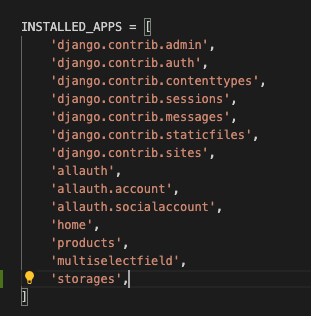 INSTALLED_APPS = [
'django.contrib.admin',
'django.contrib.auth',
'django.contrib.contenttypes',
'django.contrib.sessions',
'django.contrib.messages',
'django.contrib.staticfiles',
'django.contrib.sites',
'allauth',
'allauth.account',
'allauth.socialaccount',
'home',
'products',
'multiselectfield',
'storages',
]